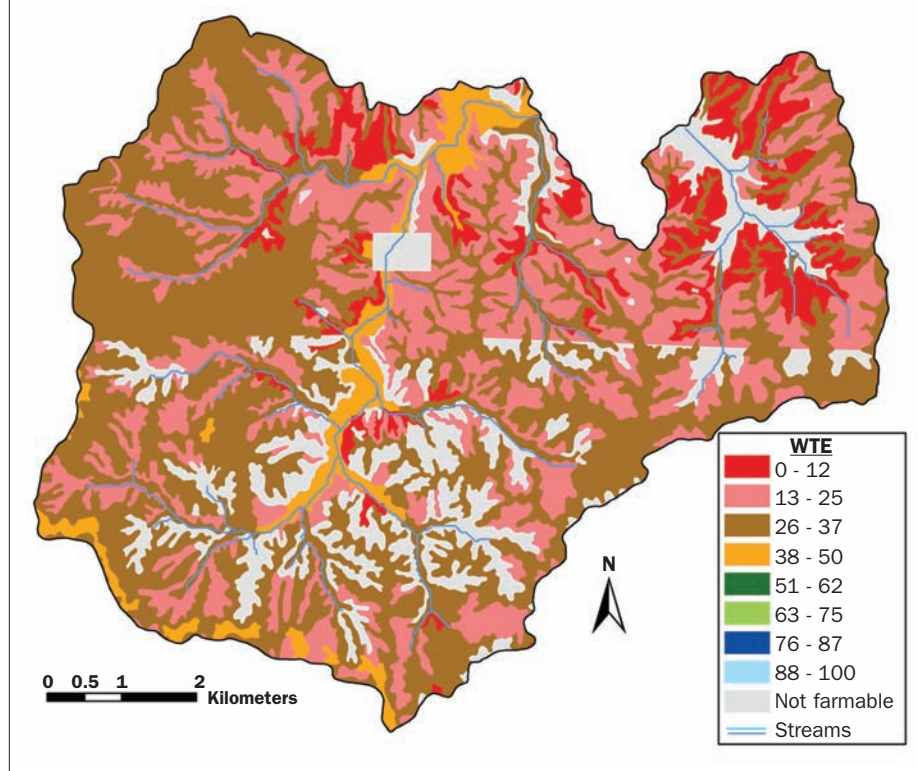 WTE
0 - 12
13 - 25
26 - 37
38 - 50
51 - 62
63 - 75
76 - 87
88 - 100
Not farmable
Streams
N
0 0.5 1 2
Kilometers